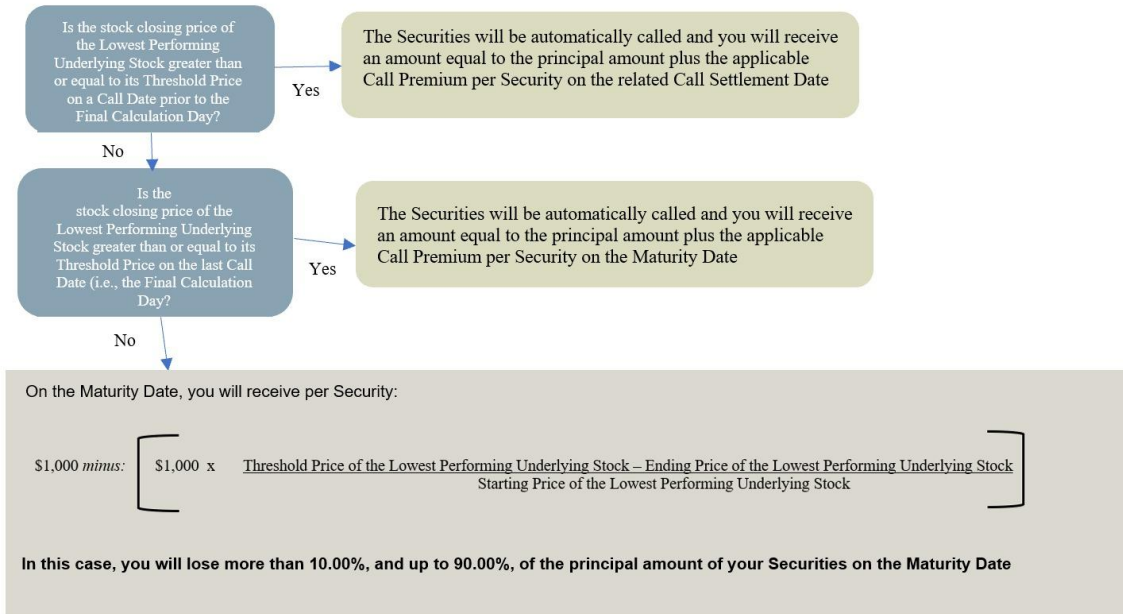 Is the stock closing price of
the Lowest Performing
Underlying Stock greater than
or equal to its Threshold Price
on a Call Date prior to the
Final Calculation Day?
Yes
The Securities will be automatically called and you will receive
an amount equal to the principal amount plus the applicable
Call Premium per Security on the related Call Settlement Date
No
Is the
stock closing price of the
Lowest Performing Underlying
Stock greater than or equal to its
Threshold Price on the last Call
Date (i.e., the Final Calculation
Day?
Yes
The Securities will be automatically called and you will receive
an amount equal to the principal amount plus the applicable
Call Premium per Security on the Maturity Date
No
On the Maturity Date, you will receive per Security:
$1,000 minus: $1,000 x Threshold Price of the Lowest Performing Underlying Stock – Ending Price of the Lowest Performing Underlying Stock
Starting Price of the Lowest Performing Underlying Stock
In this case, you will lose more than 10.00%, and up to 90.00%, of the principal amount of your Securities on the Maturity Date